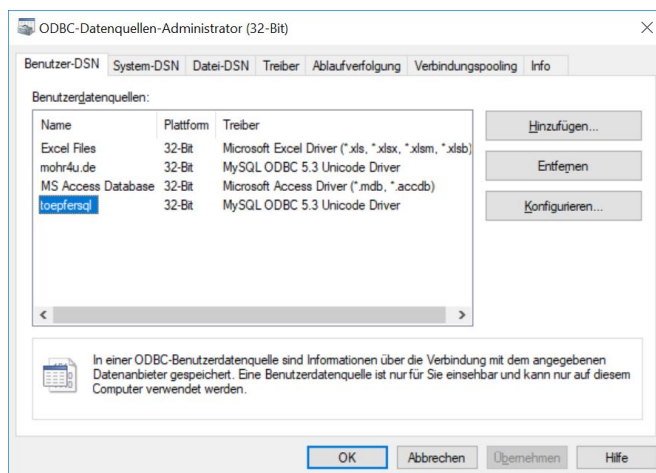 ODBC-Datenquellen-Administrator (32-Bit)
Benutzer-DSN System-DSN Datei-DSN Treiber Ablaufverfolgung Verbindungspooling Info
Benutzerdatenquellen:
Name Plattform Treiber
Excel Files 32-Bit Microsoft Excel Driver (*.xls, *.xlsx, *.xlsm, *.xlsb)
mohr4u.de 32-Bit MySQL ODBC 5.3 Unicode Driver
MS Access Database 32-Bit Microsoft Access Driver (*.mdb, *.accdb)
toepfersql 32-Bit MySQL ODBC 5.3 Unicode Driver
Hinzufügen...
Entfernen
Konfigurieren...
In einer ODBC-Benutzerdatenquelle sind Informationen über die Verbindung mit dem angegebenen
Datenanbieter gespeichert. Eine Benutzerdatenquelle ist nur für Sie einsehbar und kann nur auf diesem
Computer verwendet werden.
OK Abbrechen Übernehmen Hilfe